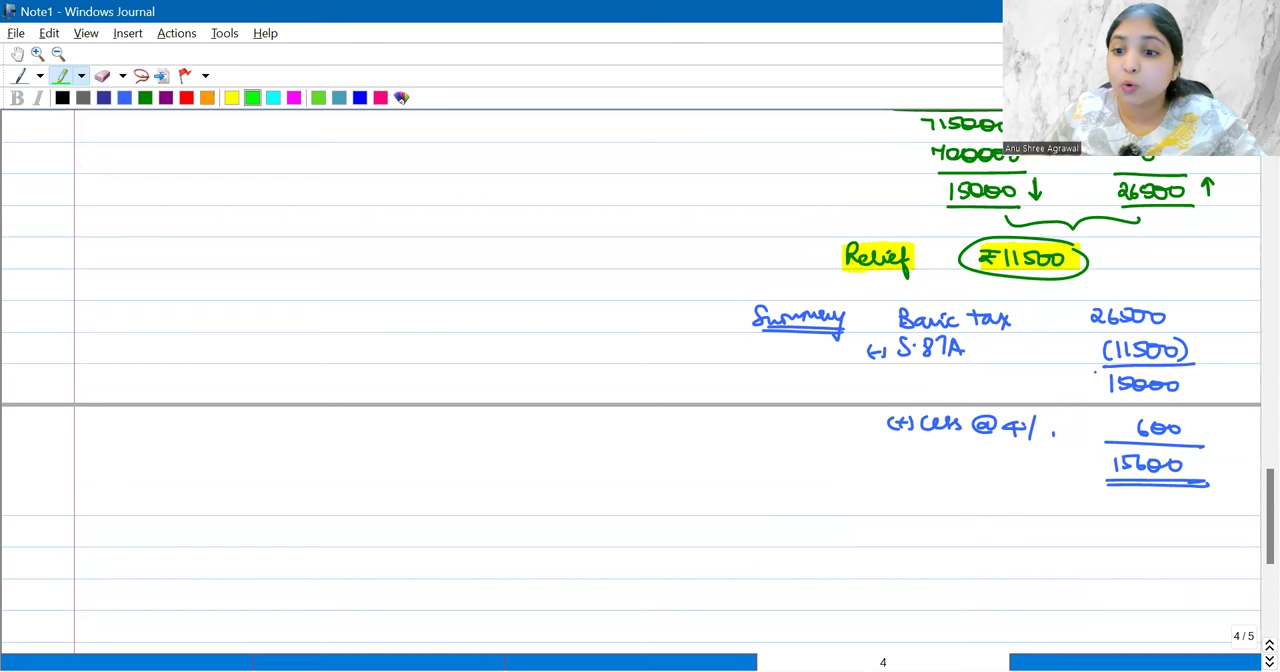 Note1 - Windows Journal
File Edit View Insert Actions Tools Help
B I
Anu Shree Agrawal
715000
700000 0
15000 ↓ 26500 ↑
Relief ₹11500
Summary Basic tax 26500
(-) S.87A (11500)
15000
(+) Cess @ 4% . 600
15600
4 / 5
4